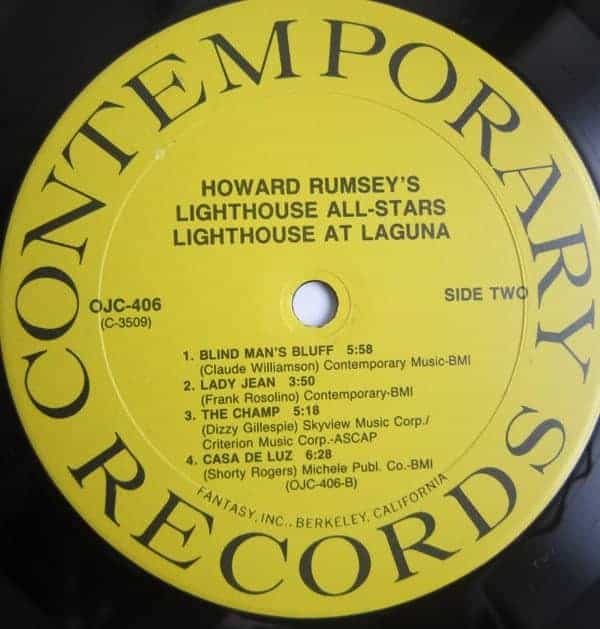 CONTEMPORARY RECORDS
HOWARD RUMSEY'S
LIGHTHOUSE ALL-STARS
LIGHTHOUSE AT LAGUNA
OJC-406
(C-3509)
SIDE TWO
1. BLIND MAN'S BLUFF 5:58
(Claude Williamson) Contemporary Music-BMI
2. LADY JEAN 3:50
(Frank Rosolino) Contemporary-BMI
3. THE CHAMP 5:18
(Dizzy Gillespie) Skyview Music Corp./
Criterion Music Corp.-ASCAP
4. CASA DE LUZ 6:28
(Shorty Rogers) Michele Publ. Co.-BMI
(OJC-406-B)
FANTASY, INC., BERKELEY, CALIFORNIA